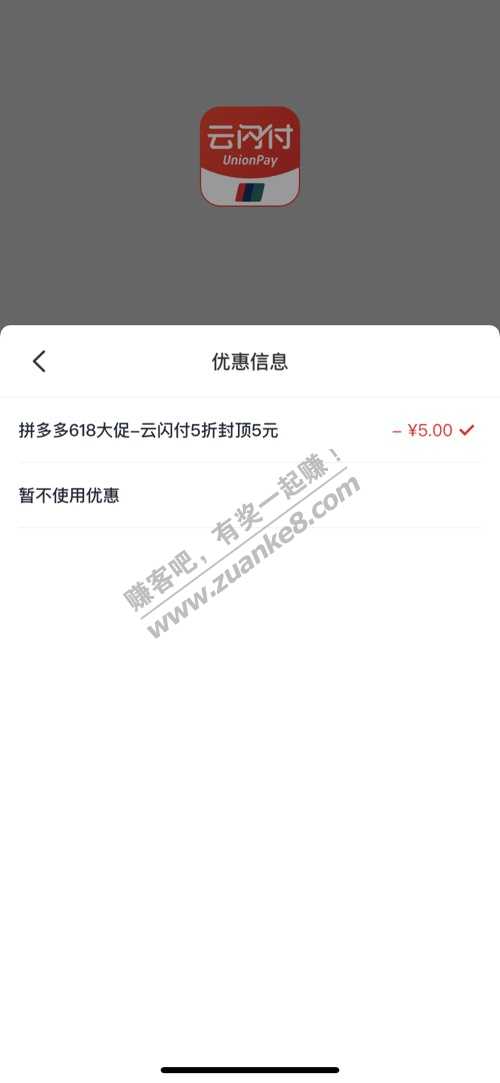 云闪付
UnionPay
优惠信息
拼多多618大促-云闪付5折封顶5元
- ¥5.00
暂不使用优惠
赚客吧，有奖一起赚！
www.zuanke8.com